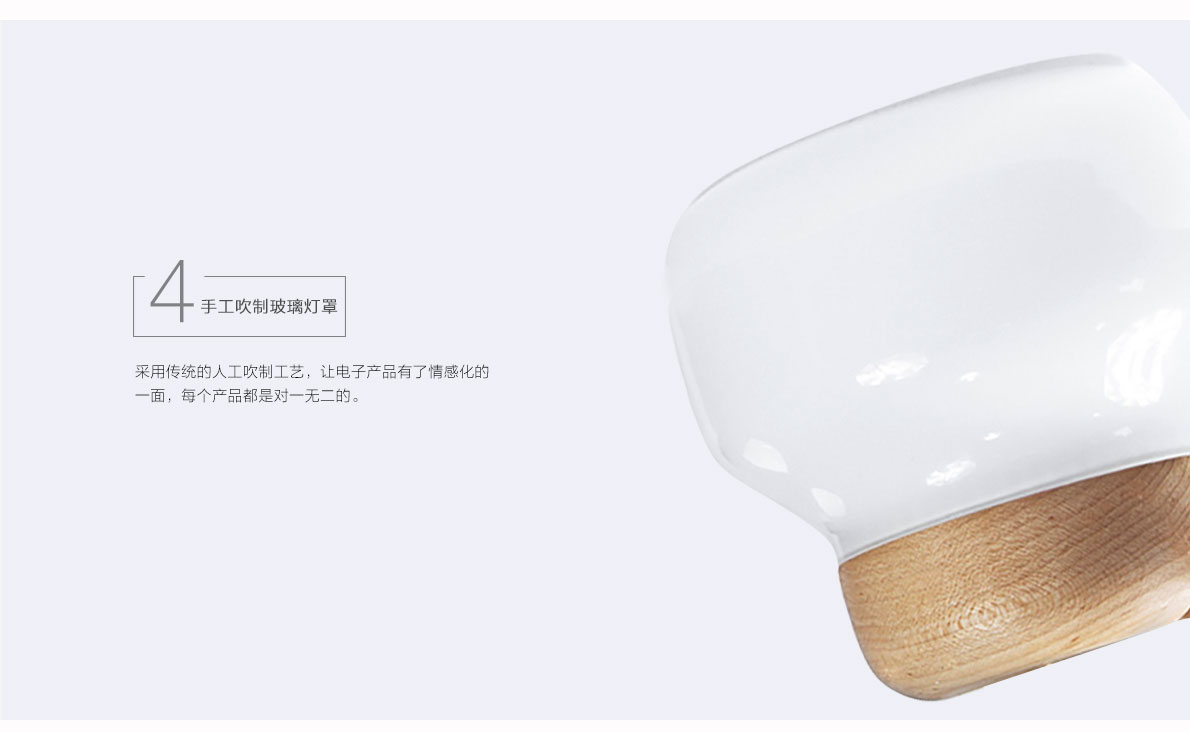 4 手工吹制玻璃灯罩
采用传统的人工吹制工艺，让电子产品有了情感化的
一面，每个产品都是对一无二的。